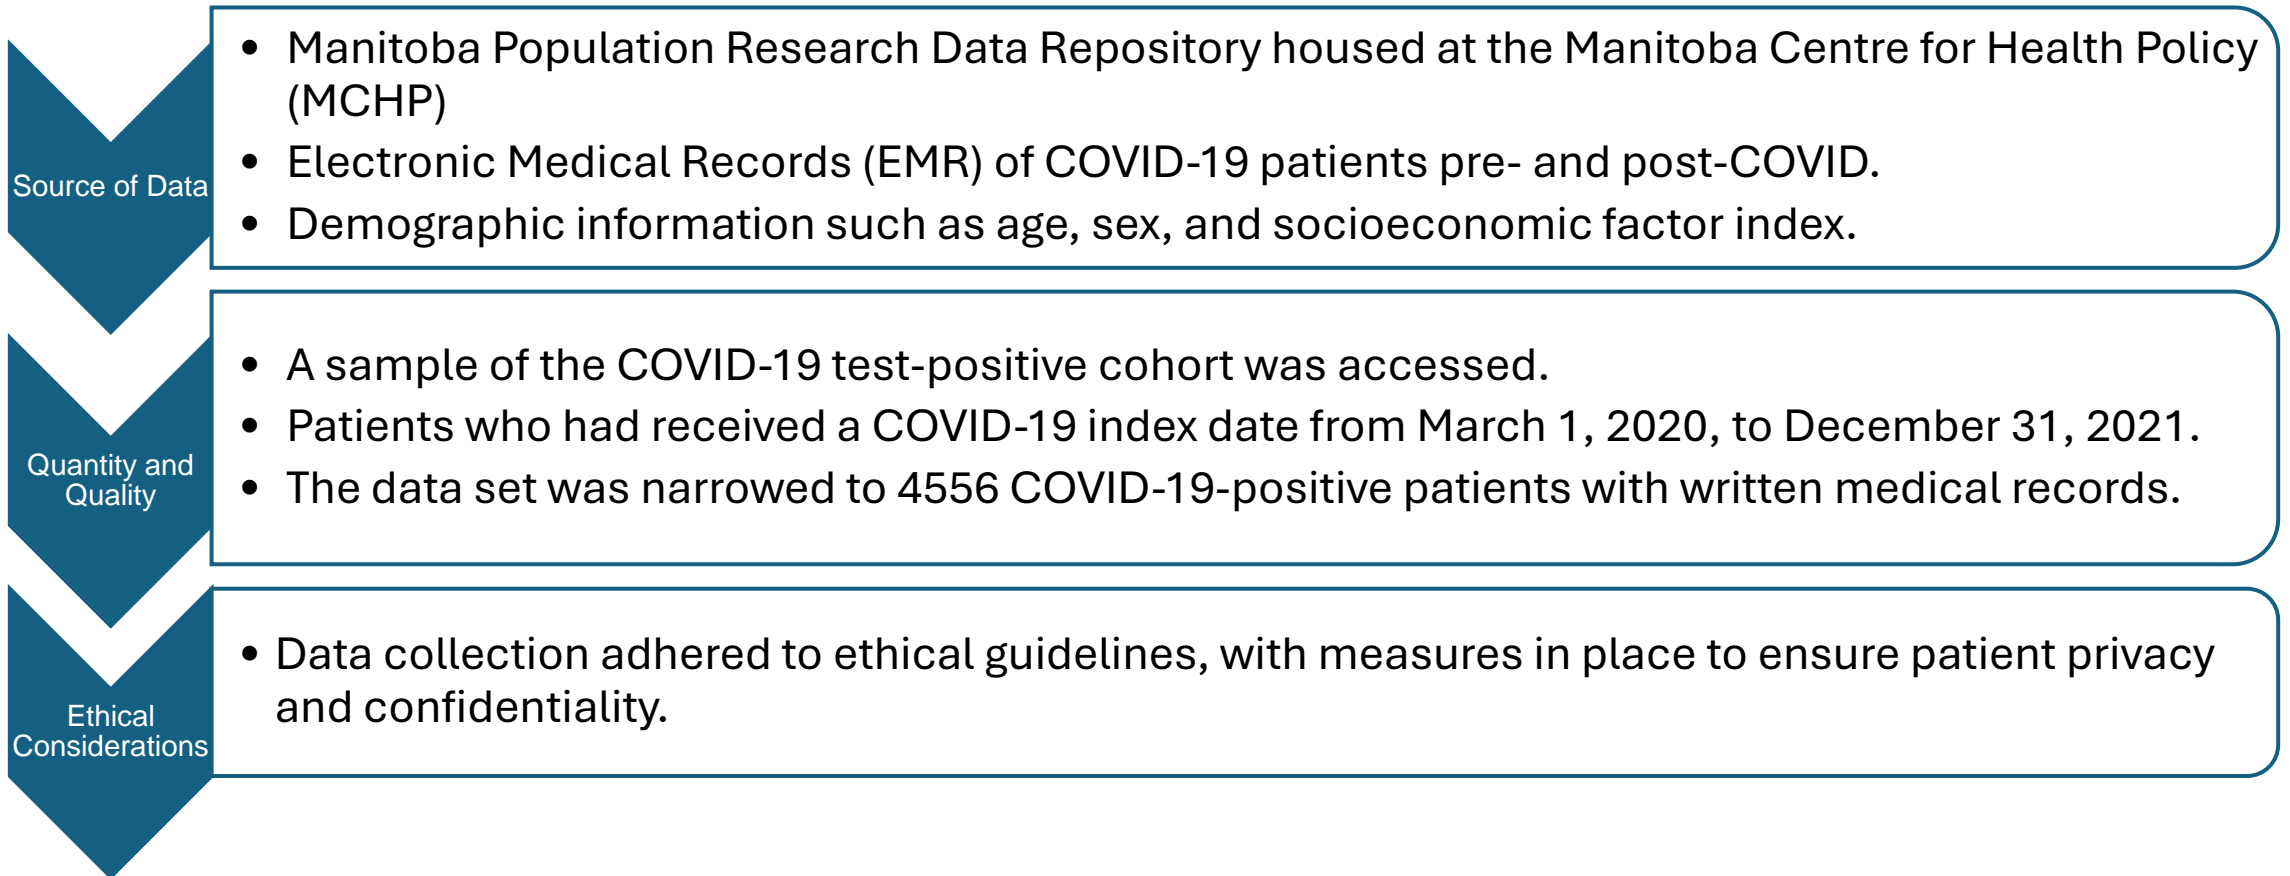 Source of Data
• Manitoba Population Research Data Repository housed at the Manitoba Centre for Health Policy
(MCHP)
• Electronic Medical Records (EMR) of COVID-19 patients pre- and post-COVID.
• Demographic information such as age, sex, and socioeconomic factor index.
Quantity and
Quality
• A sample of the COVID-19 test-positive cohort was accessed.
• Patients who had received a COVID-19 index date from March 1, 2020, to December 31, 2021.
• The data set was narrowed to 4556 COVID-19-positive patients with written medical records.
Ethical
Considerations
• Data collection adhered to ethical guidelines, with measures in place to ensure patient privacy
and confidentiality.